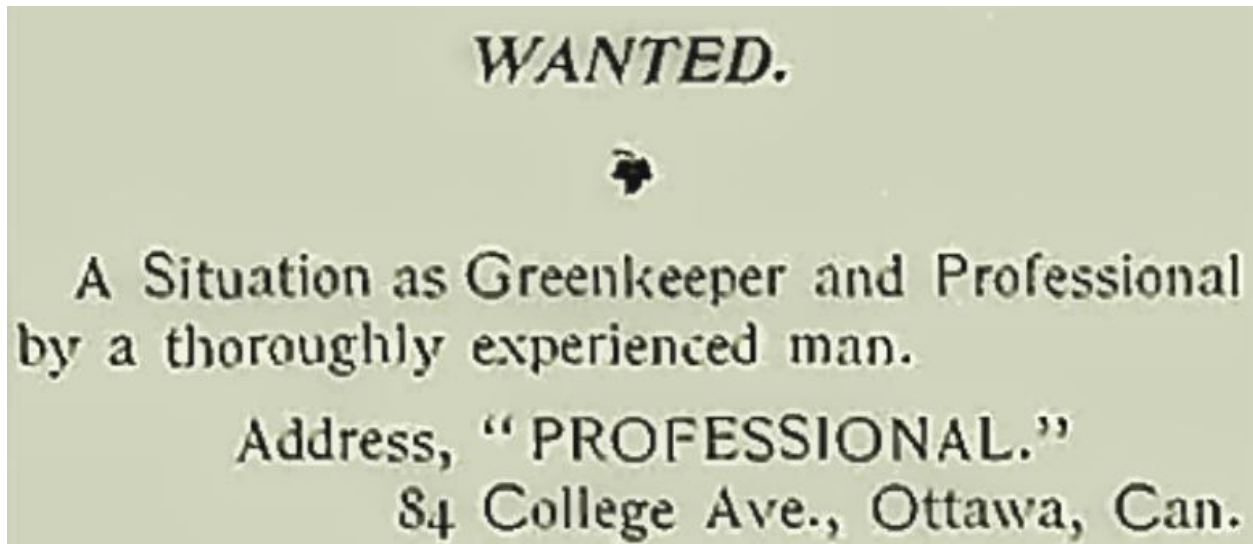 WANTED.
A Situation as Greenkeeper and Professional
by a thoroughly experienced man.
Address, "PROFESSIONAL."
84 College Ave., Ottawa, Can.